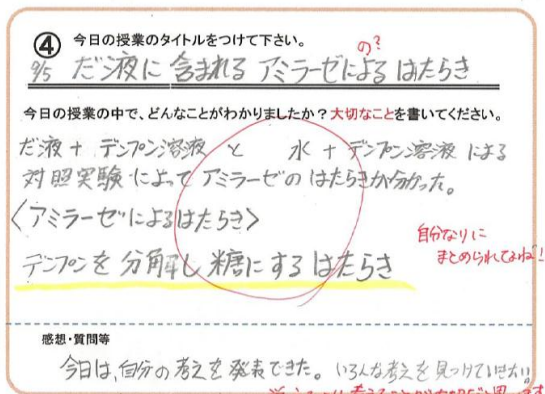 ④ 今日の授業のタイトルをつけて下さい。
の?
9/5 だ液に含まれるアミラーゼによるはたらき
今日の授業の中で、どんなことがわかりましたか?大切なことを書いてください。
だ液+デンプン溶液 と 水+デンプン溶液による
対照実験によってアミラーゼのはたらきが分かった。
〈アミラーゼによるはたらき〉
自分なりに
まとめられてるね!
デンプンを分解し糖にするはたらき
感想・質問等
今日は、自分の考えを発表できた。いろんな考えを見つけていきたい。